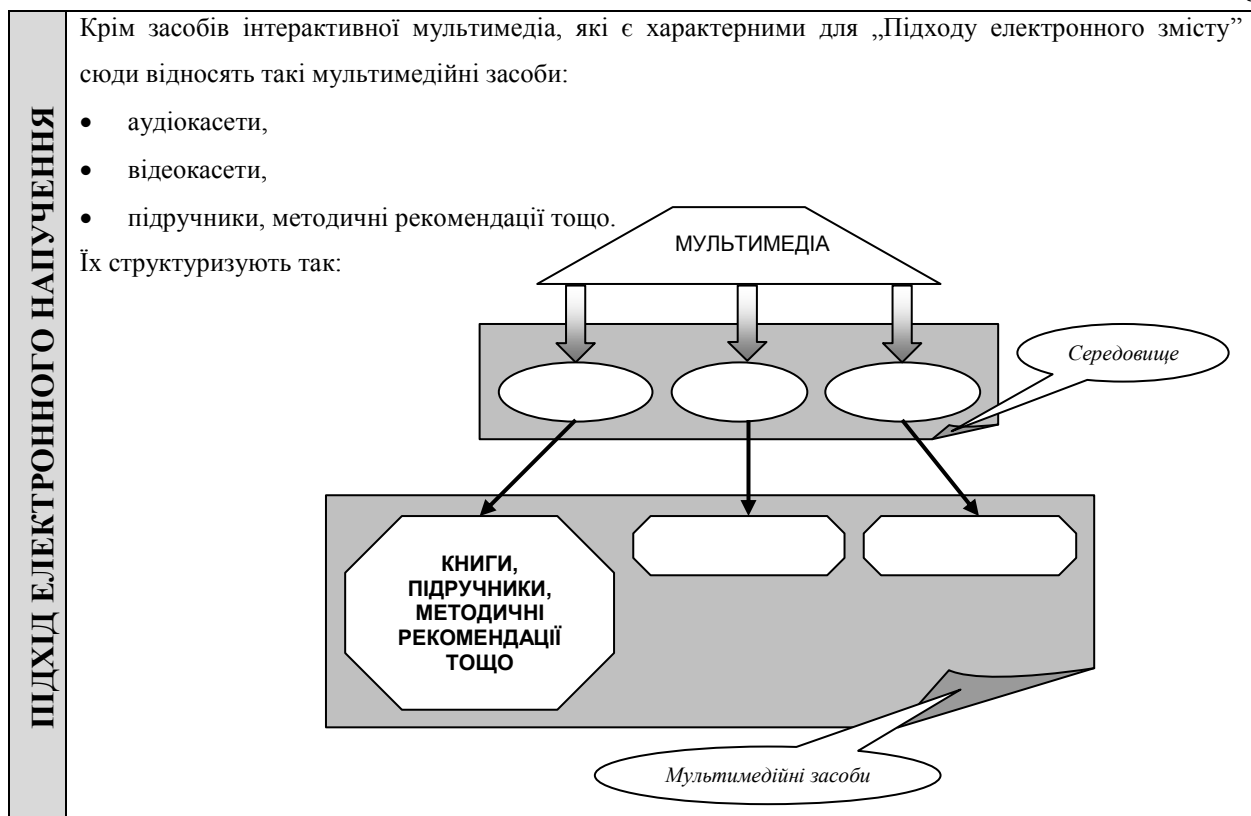 ПІДХІД ЕЛЕКТРОННОГО НАПУЧЕННЯ
Крім засобів інтерактивної мультимедіа, які є характерними для „Підходу електронного змісту”
сюди відносять такі мультимедійні засоби:
• аудіокасети,
• відеокасети,
• підручники, методичні рекомендації тощо.
Їх структуризують так:
МУЛЬТИМЕДІА
Середовище
КНИГИ,
ПІДРУЧНИКИ,
МЕТОДИЧНІ
РЕКОМЕНДАЦІЇ
ТОЩО
Мультимедійні засоби